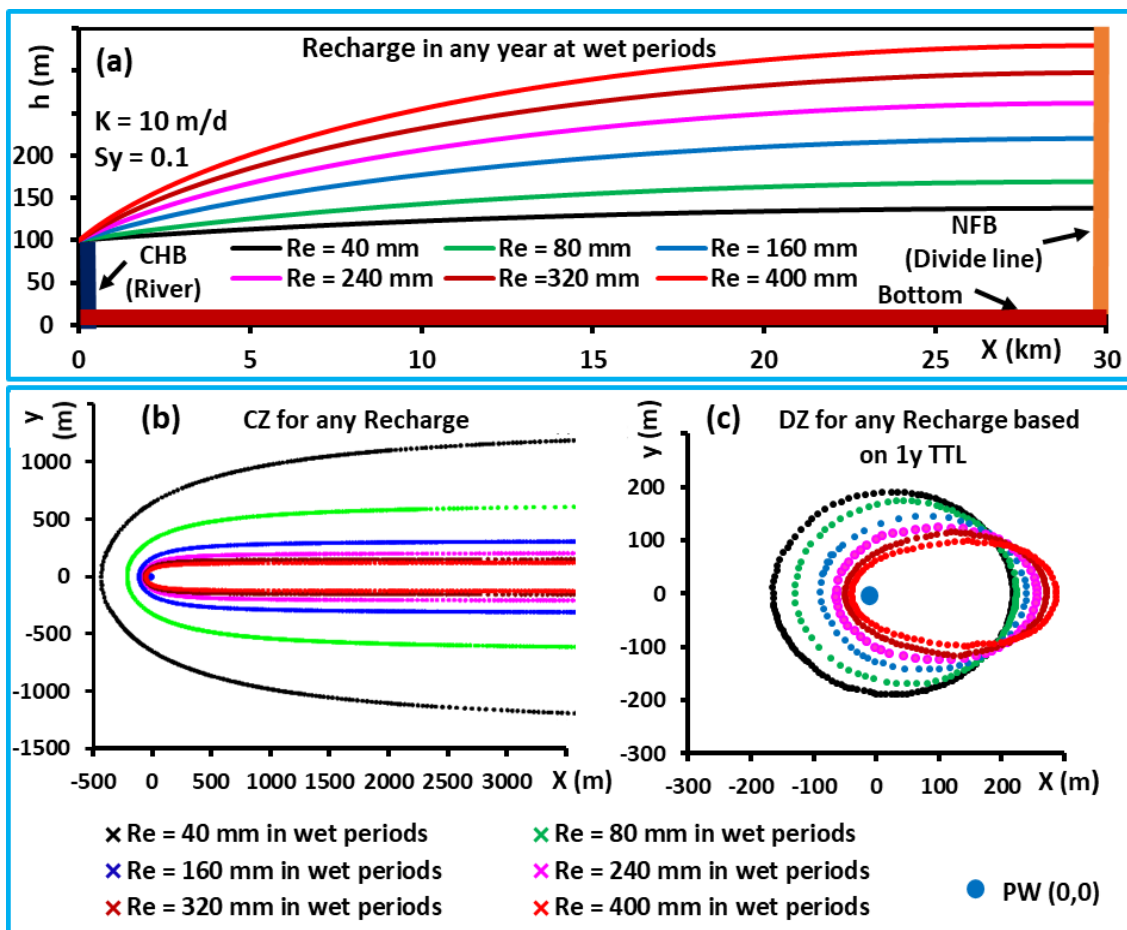 (a)
Recharge in any year at wet periods
h (m)
K = 10 m/d
Sy = 0.1
200
150
100
50
0
CHB
(River)
Re = 40 mm
Re = 80 mm
Re = 160 mm
Re = 240 mm
Re =320 mm
Re = 400 mm
NFB
(Divide line)
Bottom
0
5
10
15
20
25
30
X (km)
(b)
CZ for any Recharge
y
(m)
1000
500
0
-500
-1000
-1500
-500
0
500
1000
1500
2000
2500
3000
X (m)
(c)
DZ for any Recharge based
on 1y TTL
y (m)
300
200
100
0
-100
-200
-300
-300
-200
-100
0
100
200
X (m)
Re = 40 mm in wet periods
Re = 80 mm in wet periods
Re = 160 mm in wet periods
Re = 240 mm in wet periods
Re = 320 mm in wet periods
Re = 400 mm in wet periods
PW (0,0)